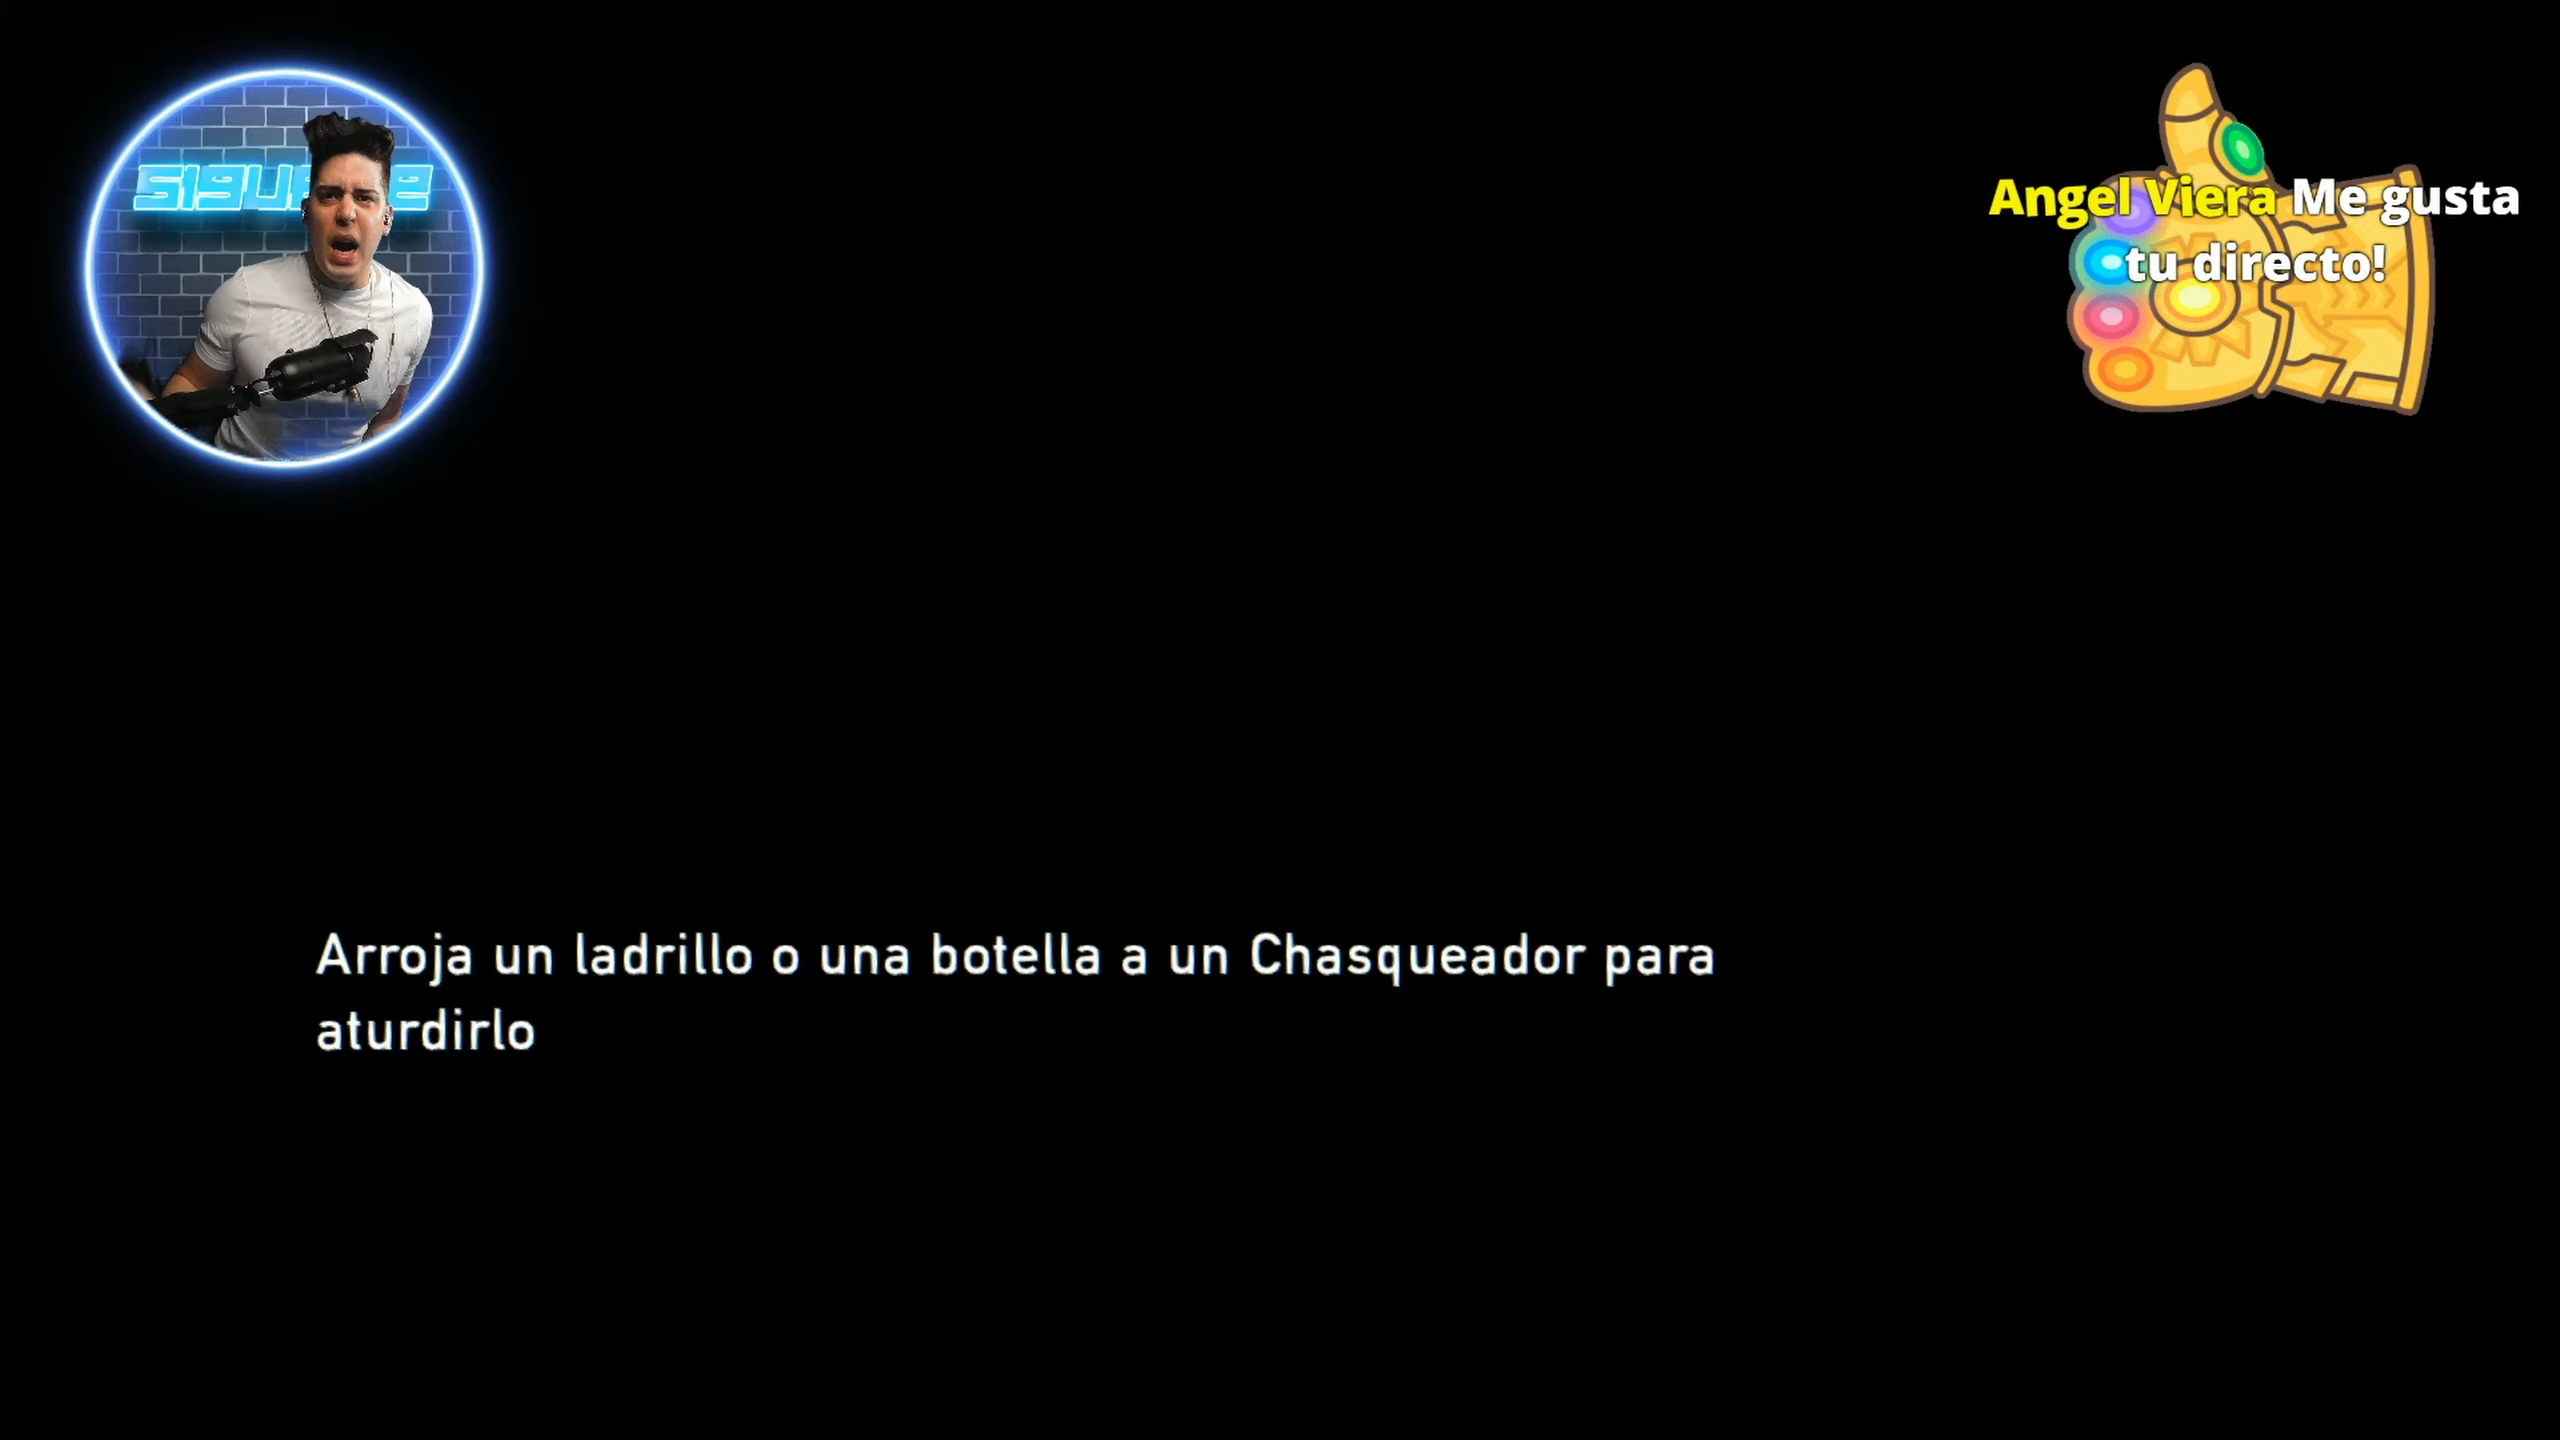 Angel Viera Me gusta
tu directo!
Arroja un ladrillo o una botella a un Chasqueador para
aturdirlo